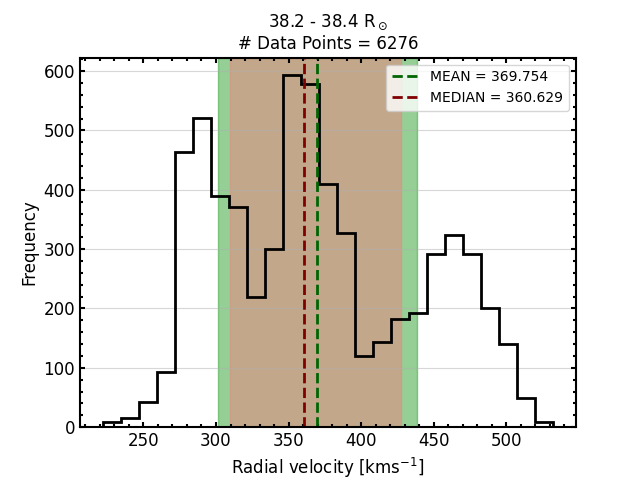 38.2 - 38.4 R⊙
# Data Points = 6276
MEAN = 369.754
MEDIAN = 360.629
Frequency
600
500
400
300
200
100
0
250 300 350 400 450 500
Radial velocity [kms⁻¹]